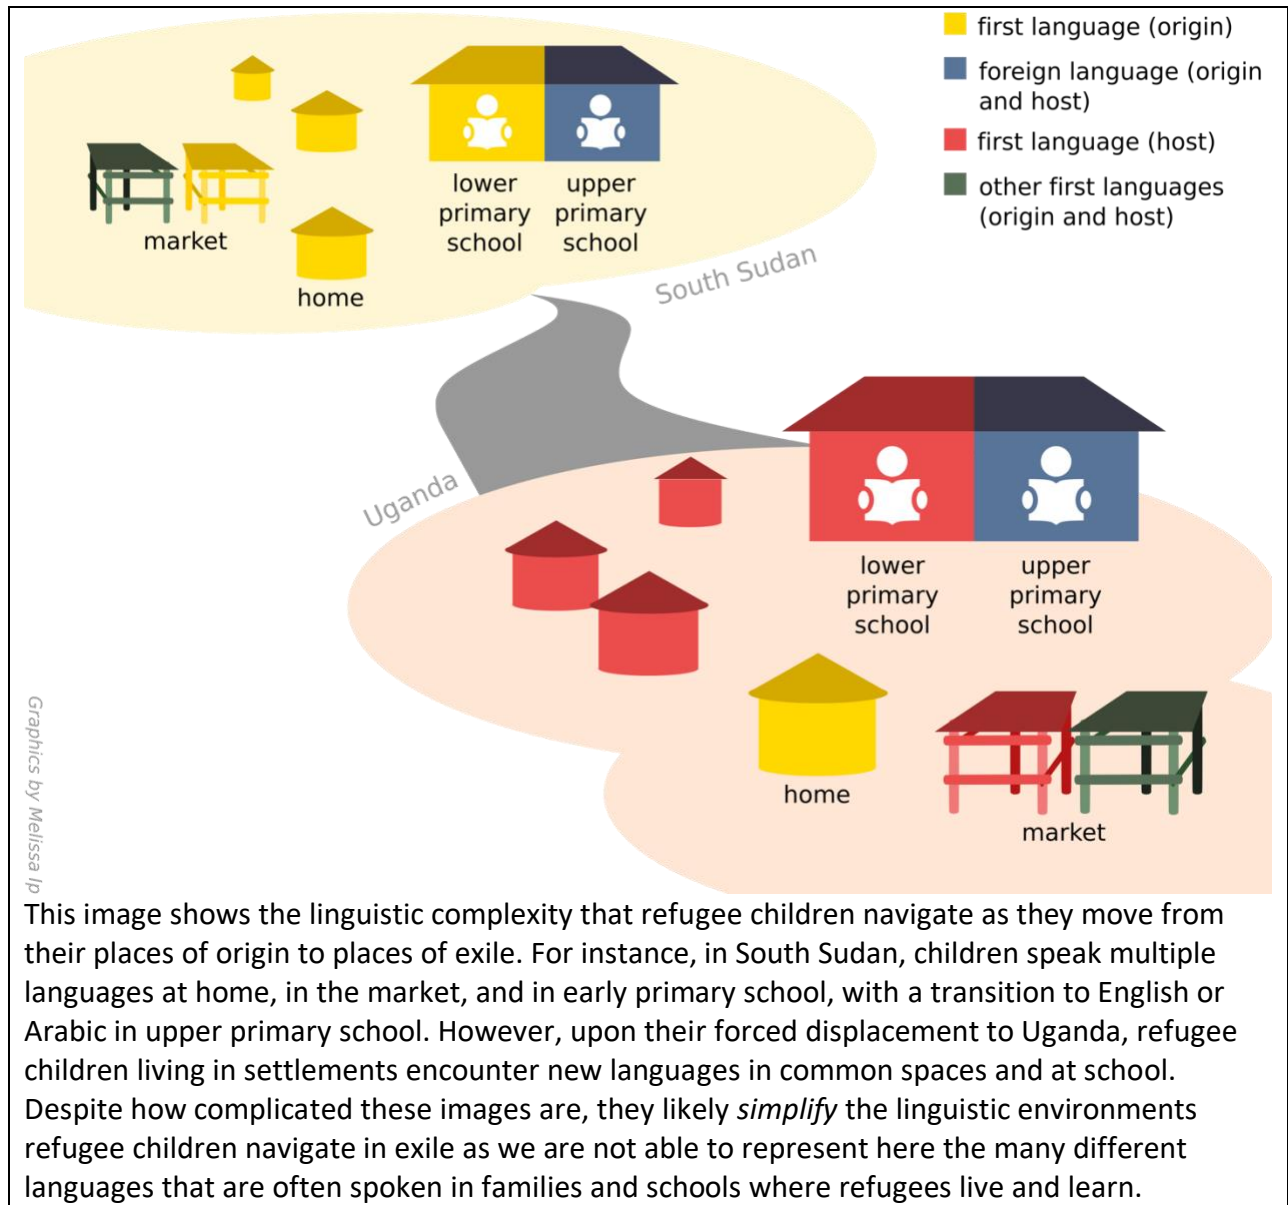 first language (origin)
foreign language (origin
and host)
first language (host)
other first languages
(origin and host)
lower
primary
school
upper
primary
school
market
home
South Sudan
Uganda
lower
primary
school
upper
primary
school
home
market
Graphics by Melissa Ip
This image shows the linguistic complexity that refugee children navigate as they move from
their places of origin to places of exile. For instance, in South Sudan, children speak multiple
languages at home, in the market, and in early primary school, with a transition to English or
Arabic in upper primary school. However, upon their forced displacement to Uganda, refugee
children living in settlements encounter new languages in common spaces and at school.
Despite how complicated these images are, they likely simplify the linguistic environments
refugee children navigate in exile as we are not able to represent here the many different
languages that are often spoken in families and schools where refugees live and learn.